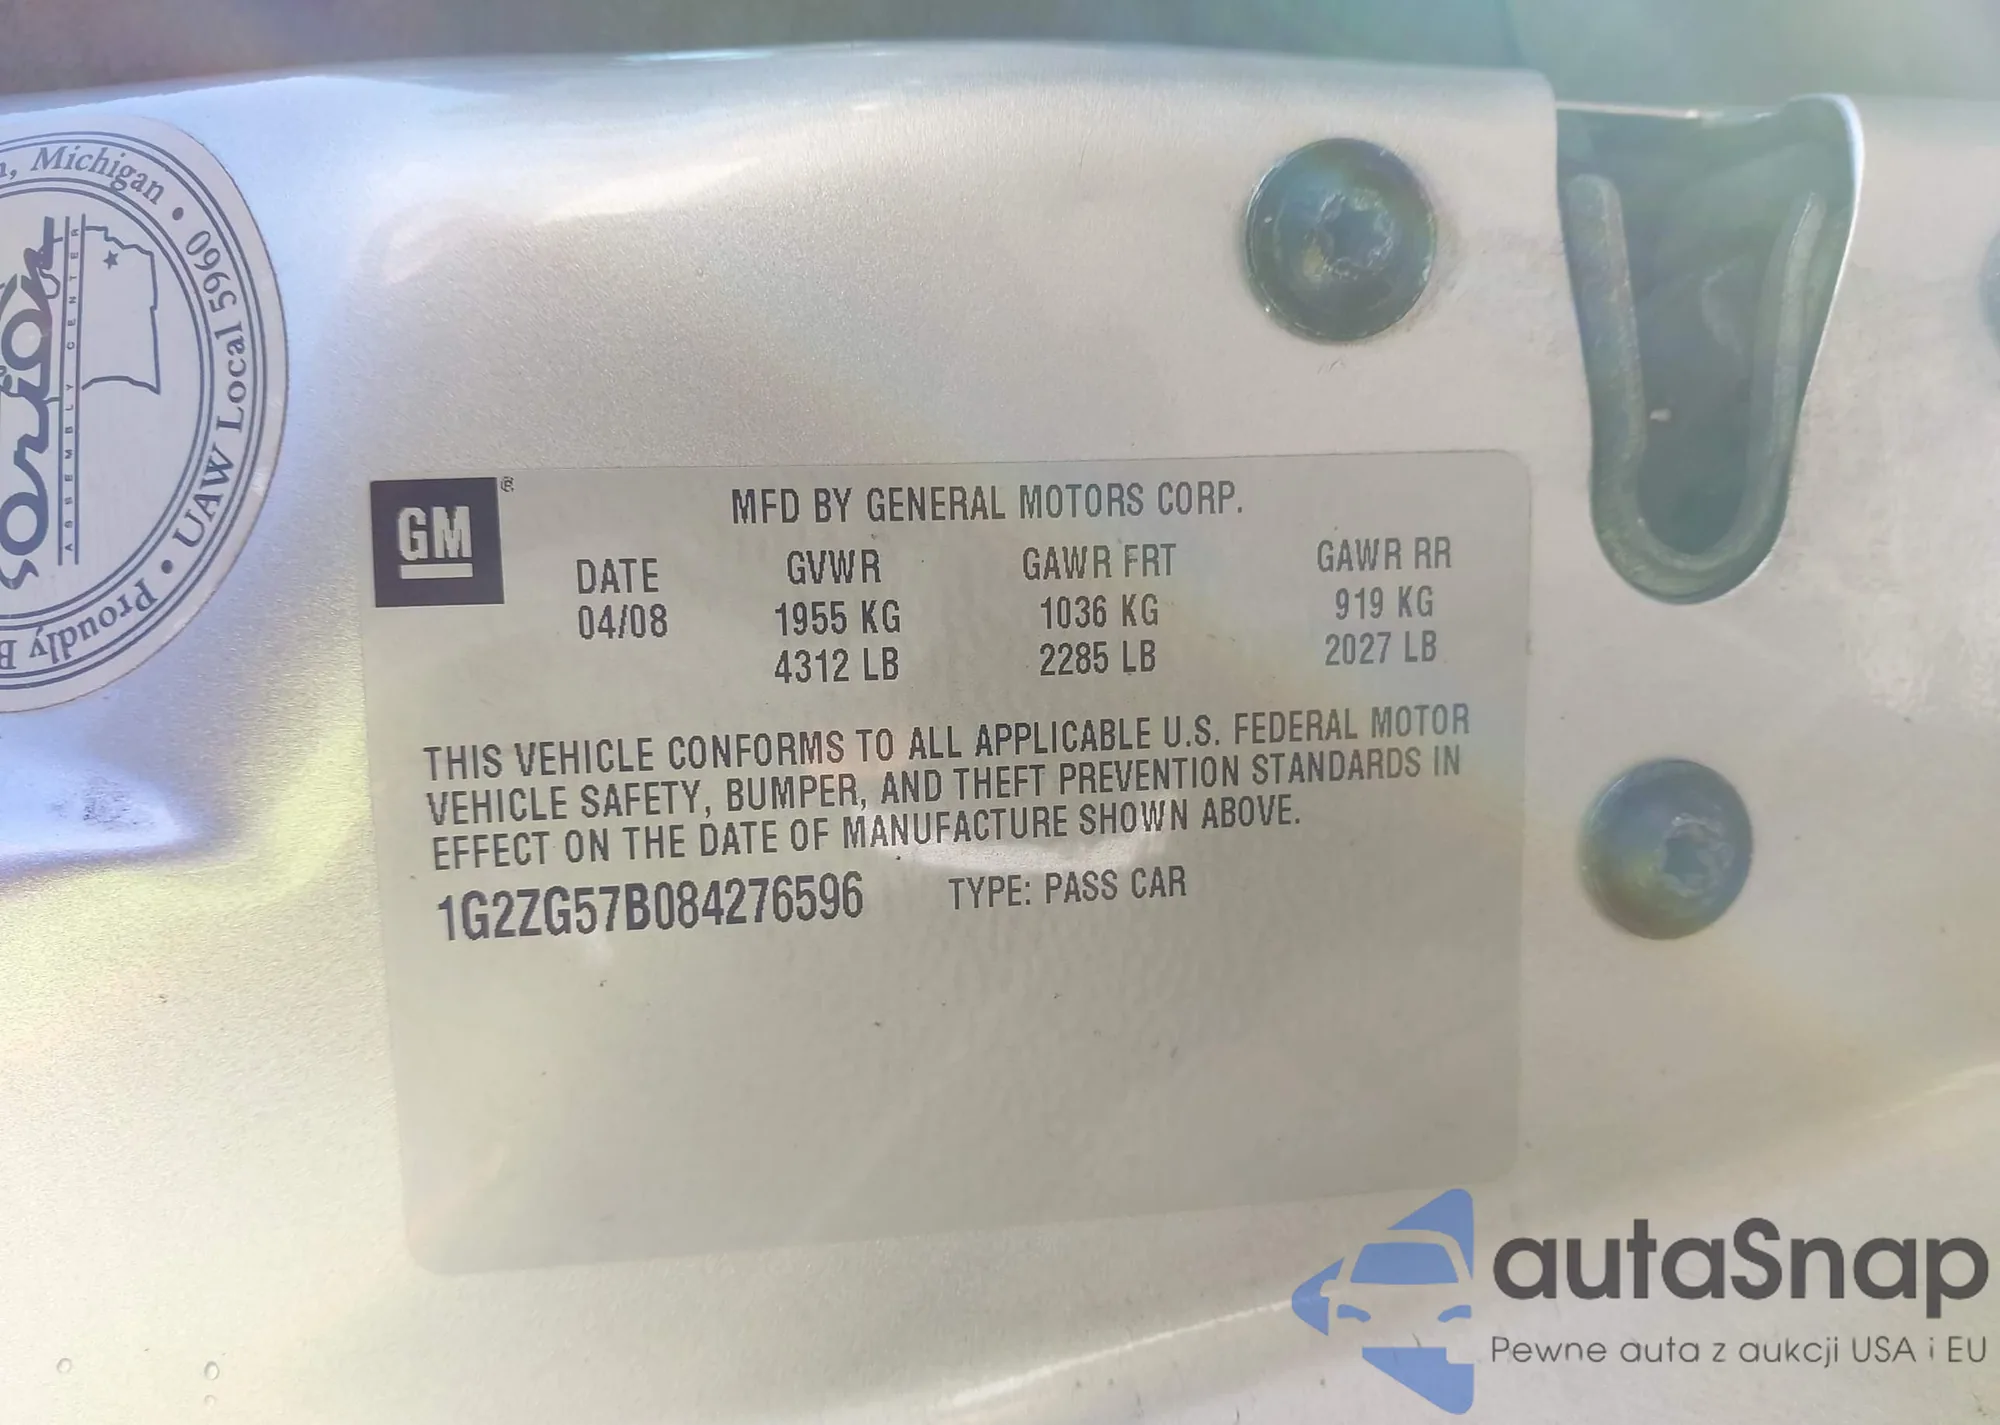 n, Michigan • UAW Local 5960 • Proudly B
Orion
ASSEMBLY CENTER
GM®
MFD BY GENERAL MOTORS CORP.
DATE GVWR GAWR FRT GAWR RR
04/08 1955 KG 1036 KG 919 KG
4312 LB 2285 LB 2027 LB
THIS VEHICLE CONFORMS TO ALL APPLICABLE U.S. FEDERAL MOTOR
VEHICLE SAFETY, BUMPER, AND THEFT PREVENTION STANDARDS IN
EFFECT ON THE DATE OF MANUFACTURE SHOWN ABOVE.
1G2ZG57B084276596 TYPE: PASS CAR
autaSnap
Pewne auta z aukcji USA i EU